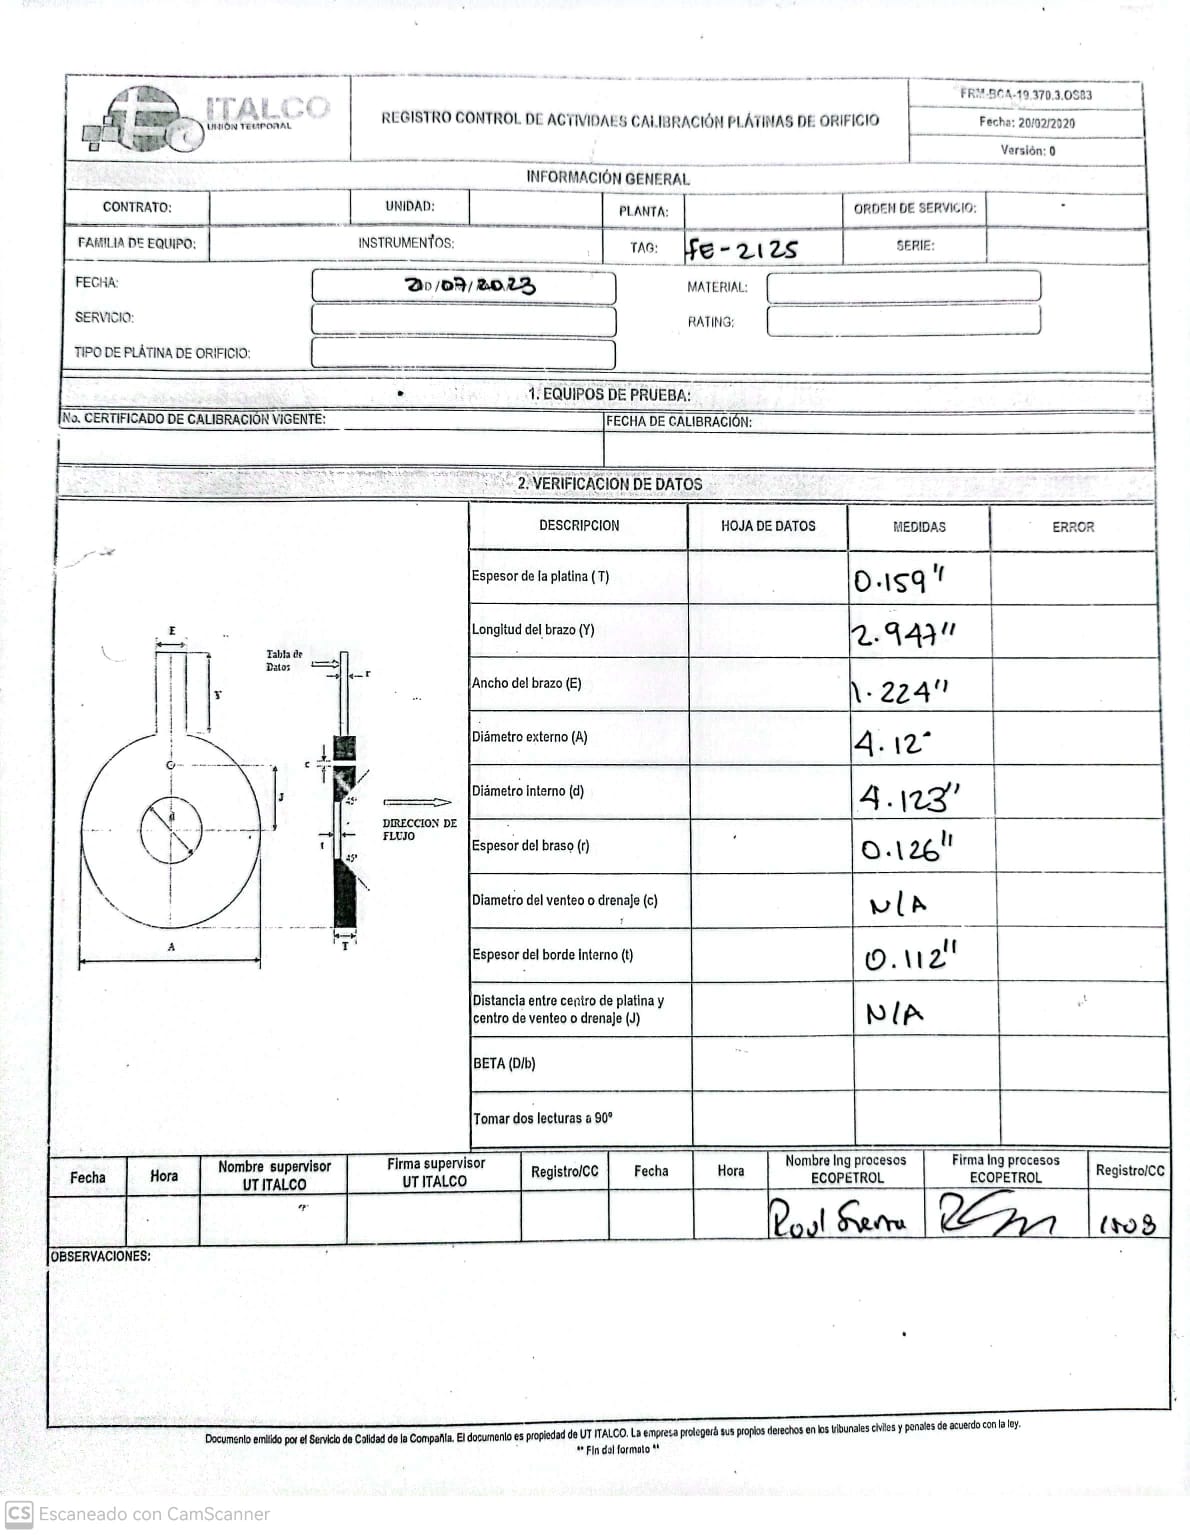 ITALCO
UNIÓN TEMPORAL
REGISTRO CONTROL DE ACTIVIDAES CALIBRACIÓN PLÁTINAS DE ORIFICIO
FRM-BCA-19.370.3.OS83
Fecha: 20/02/2020
Versión: 0
INFORMACIÓN GENERAL
CONTRATO: UNIDAD: PLANTA: ORDEN DE SERVICIO:
FAMILIA DE EQUIPO: INSTRUMENTOS: TAG: FE-2125 SERIE:
FECHA: 20/07/2023 MATERIAL:
SERVICIO: RATING:
TIPO DE PLÁTINA DE ORIFICIO:
1. EQUIPOS DE PRUEBA:
No. CERTIFICADO DE CALIBRACIÓN VIGENTE: FECHA DE CALIBRACIÓN:
2. VERIFICACION DE DATOS
DESCRIPCION HOJA DE DATOS MEDIDAS ERROR
Espesor de la platina (T) 0.159"
Longitud del brazo (Y) 2.947"
Ancho del brazo (E) 1.224"
Diámetro externo (A) 4.12"
Diámetro interno (d) 4.123"
Espesor del braso (r) 0.126"
Diametro del venteo o drenaje (c) N/A
Espesor del borde interno (t) 0.112"
Distancia entre centro de platina y
centro de venteo o drenaje (J) N/A
BETA (D/b)
Tomar dos lecturas a 90°
E
Tabla de
Datos
r
Y
c
J
45°
d
DIRECCION DE
FLUJO
t
45°
A
T
Fecha Hora Nombre supervisor
UT ITALCO Firma supervisor
UT ITALCO Registro/CC Fecha Hora Nombre Ing procesos
ECOPETROL Firma Ing procesos
ECOPETROL Registro/CC
Raul Sierra
OBSERVACIONES:
Documento emitido por el Servicio de Calidad de la Compañía. El documento es propiedad de UT ITALCO. La empresa protegerá sus propios derechos en los tribunales civiles y penales de acuerdo con la ley.
** Fin del formato **
CS Escaneado con CamScanner